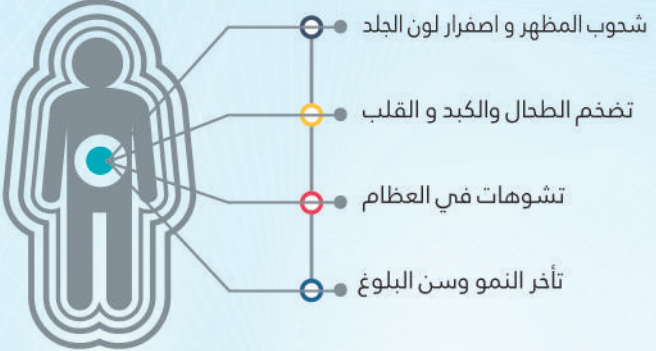 شحوب المظهر و اصفرار لون الجلد
تضخم الطحال والكبد و القلب
تشوهات في العظام
تأخر النمو وسن البلوغ